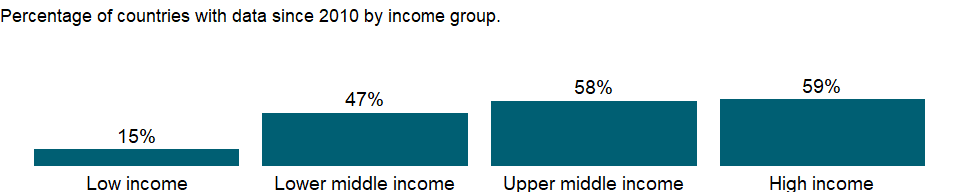 Percentage of countries with data since 2010 by income group.
15%
47%
58%
59%
Low income
Lower middle income
Upper middle income
High income